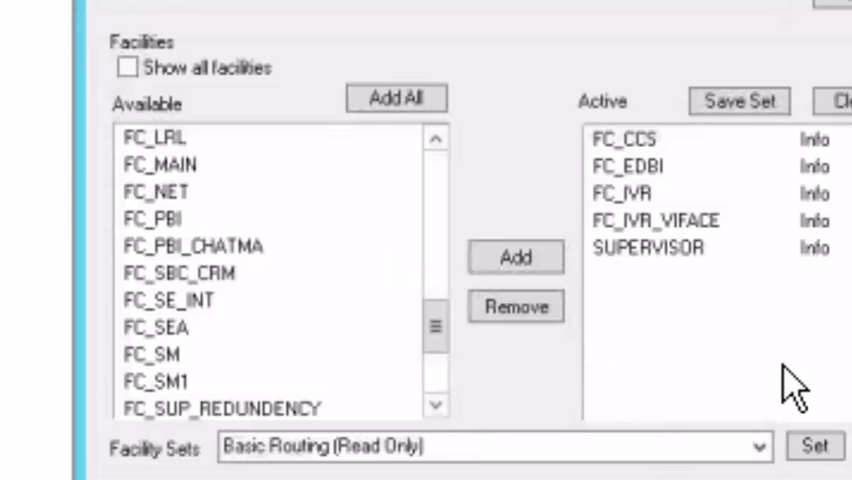 Facilities
Show all facilities
Available
Add All
Active
Save Set
FC_LRL
FC_MAIN
FC_NET
FC_PBI
FC_PBI_CHATMA
FC_SBC_CRM
FC_SE_INT
FC_SEA
FC_SM
FC_SM1
FC_SUP_REDUNDENCY
Add
Remove
FC_CCS Info
FC_EDBI Info
FC_IVR Info
FC_IVR_VIFACE Info
SUPERVISOR Info
Facility Sets
Basic Routing (Read Only)
Set